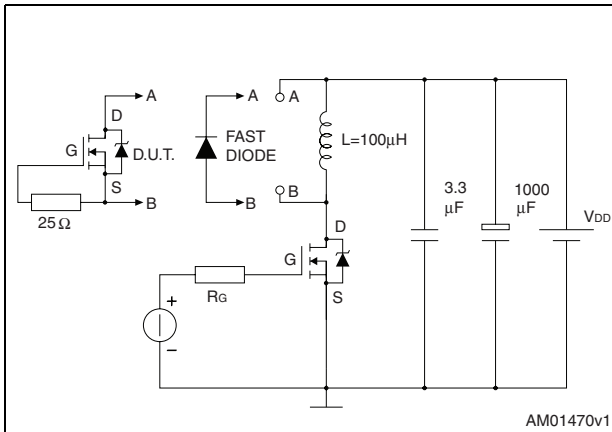 A
A
A
D
G
D.U.T.
FAST
DIODE
L=100μH
S
B
B
B
25 Ω
3.3
μF
1000
μF
VDD
D
G
RG
S
+
−
AM01470v1